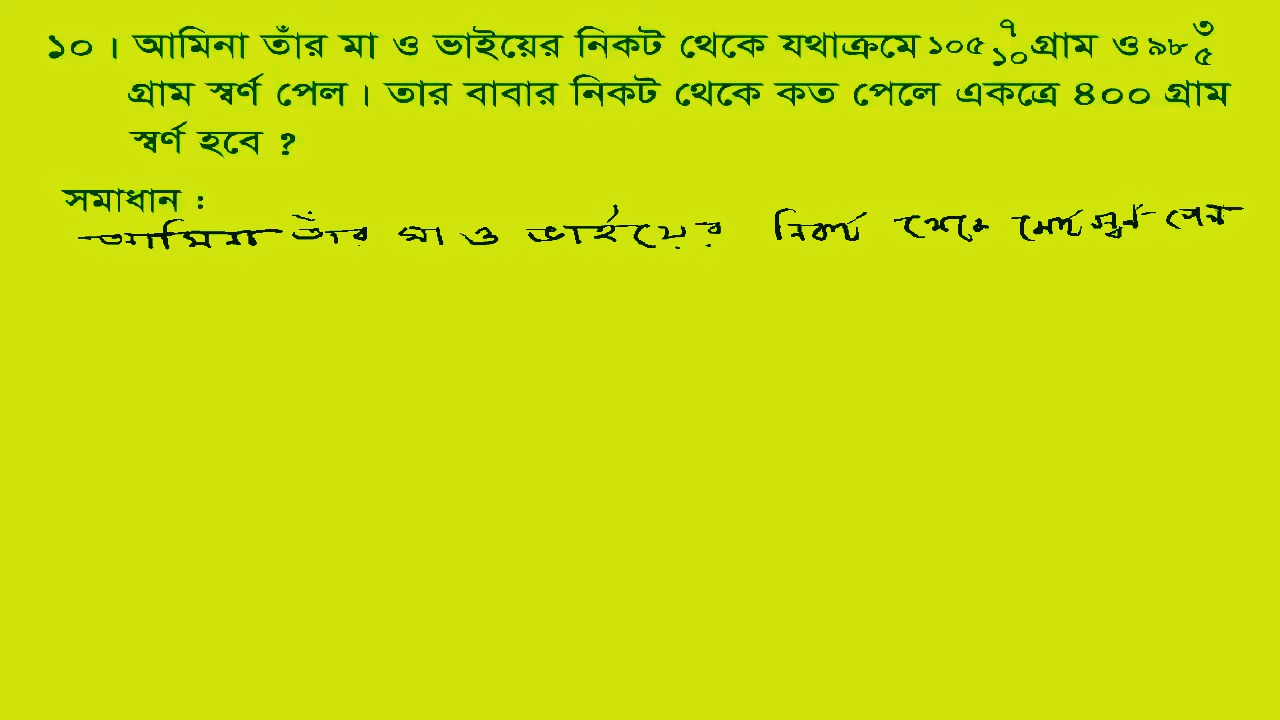 ১০। আমিনা তাঁর মা ও ভাইয়ের নিকট থেকে যথাক্রমে ১০৫ ৭/১০ গ্রাম ও ৯৮ ৩/৫
গ্রাম স্বর্ণ পেল। তার বাবার নিকট থেকে কত পেলে একত্রে ৪০০ গ্রাম
স্বর্ণ হবে ?
সমাধান :
আমিনা তাঁর মা ও ভাইয়ের নিকট থেকে মোট স্বর্ণ পেল